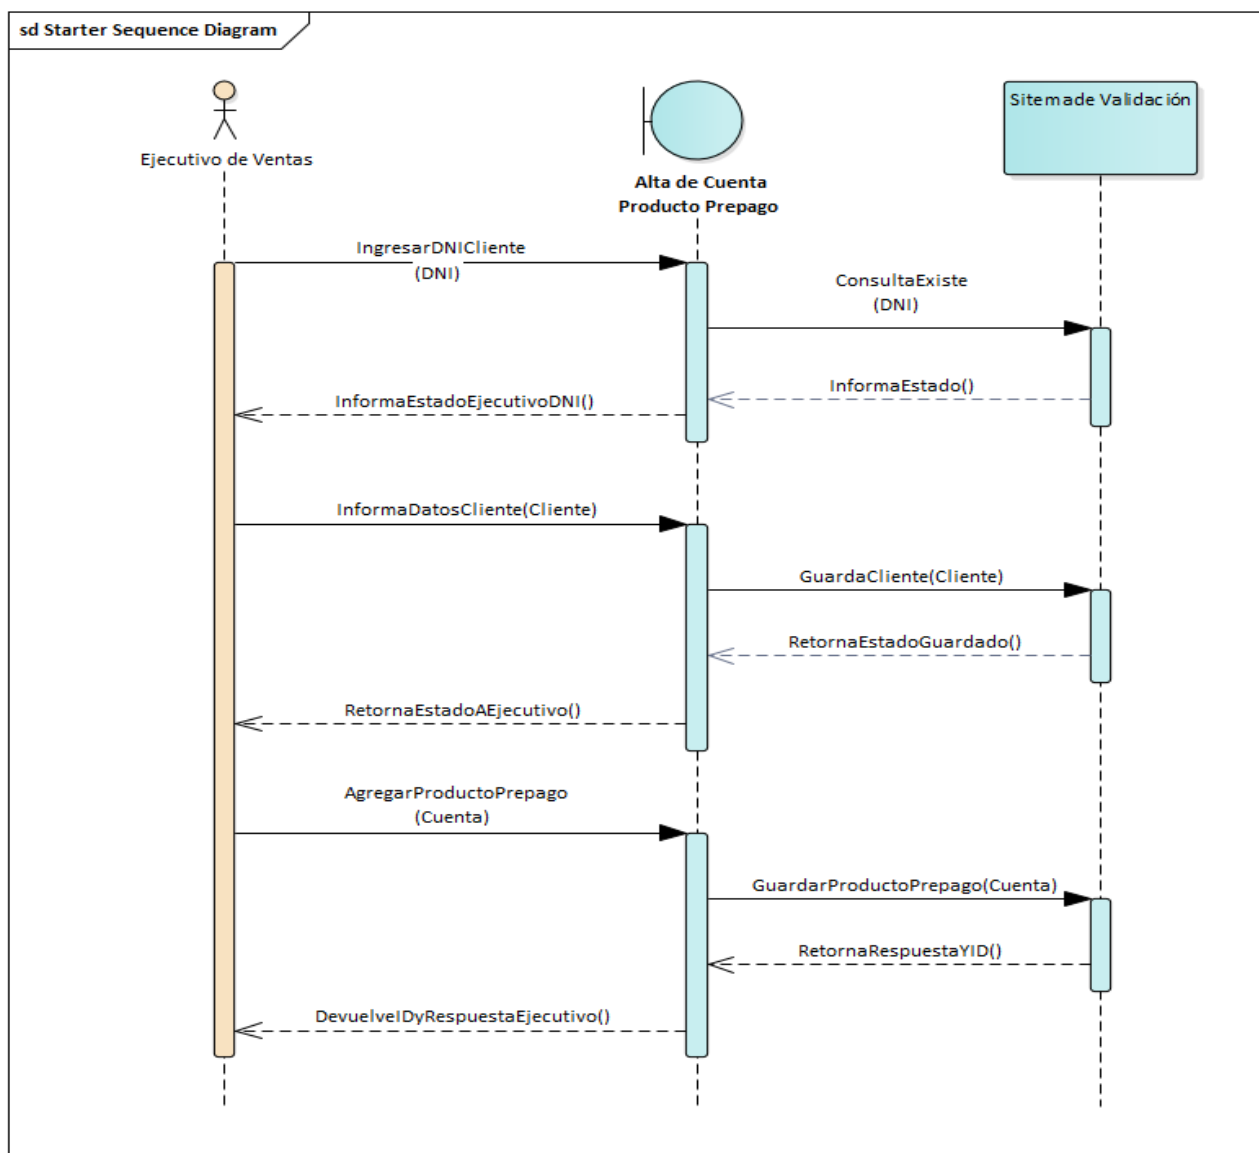 sd Starter Sequence Diagram
Ejecutivo de Ventas
Alta de Cuenta
Producto Prepago
Sitemade Validación
IngresarDNICliente
(DNI)
ConsultaExiste
(DNI)
InformaEstado()
InformaEstadoEjecutivoDNI()
InformaDatosCliente(Cliente)
GuardaCliente(Cliente)
RetornaEstadoGuardado()
RetornaEstadoAEjecutivo()
AgregarProductoPrepago
(Cuenta)
GuardarProductoPrepago(Cuenta)
RetornaRespuestaYID()
DevuelveIDyRespuestaEjecutivo()